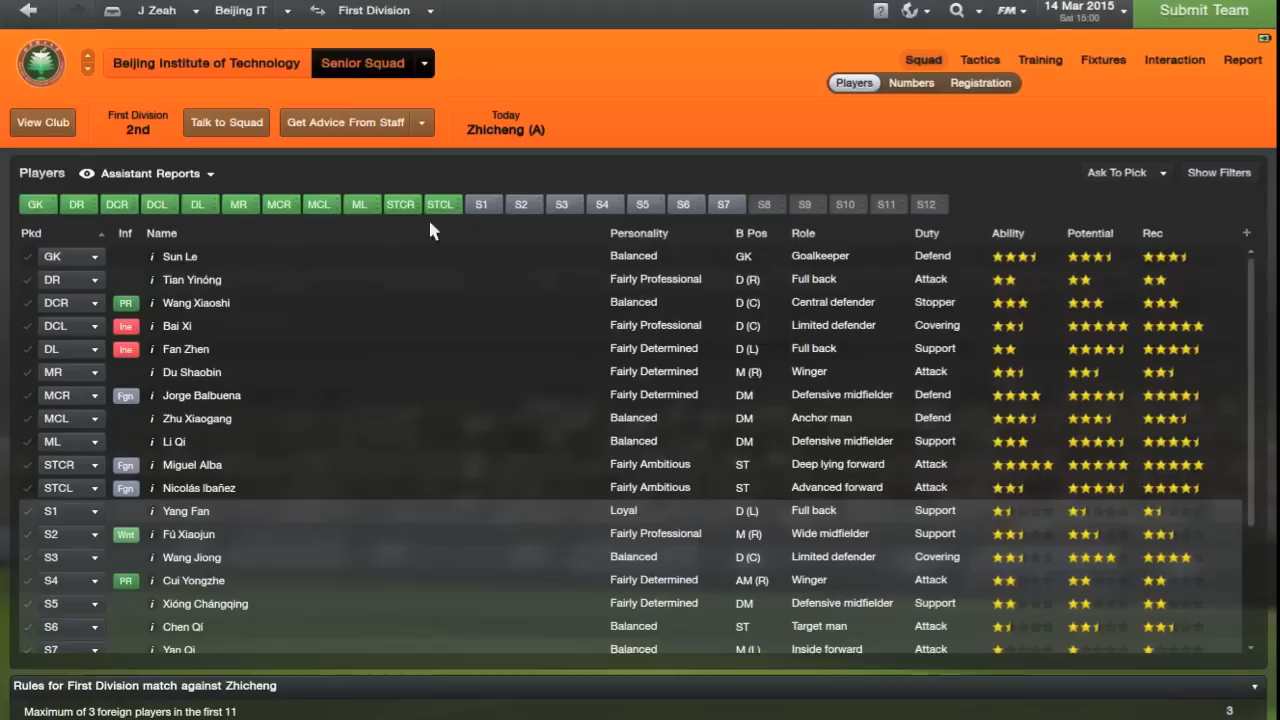 J Zeah Beijing IT First Division ? FM 14 Mar 2015 Sat 15:00 Submit Team
Beijing Institute of Technology Senior Squad Squad Tactics Training Fixtures Interaction Report
Players Numbers Registration
View Club First Division 2nd Talk to Squad Get Advice From Staff Today Zhicheng (A)
Players Assistant Reports Ask To Pick Show Filters
GK DR DCR DCL DL MR MCR MCL ML STCR STCL S1 S2 S3 S4 S5 S6 S7 S8 S9 S10 S11 S12
Pkd Inf Name Personality B Pos Role Duty Ability Potential Rec +
GK i Sun Le Balanced GK Goalkeeper Defend
DR i Tian Yinóng Fairly Professional D (R) Full back Attack
DCR PR i Wang Xiaoshi Balanced D (C) Central defender Stopper
DCL Ine i Bai Xi Fairly Professional D (C) Limited defender Covering
DL Ine i Fan Zhen Fairly Determined D (L) Full back Support
MR i Du Shaobin Fairly Determined M (R) Winger Attack
MCR Fgn i Jorge Balbuena Fairly Determined DM Defensive midfielder Defend
MCL i Zhu Xiaogang Balanced DM Anchor man Defend
ML i Li Qi Balanced DM Defensive midfielder Support
STCR Fgn i Miguel Alba Fairly Ambitious ST Deep lying forward Attack
STCL Fgn i Nicolás Ibañez Fairly Ambitious ST Advanced forward Attack
S1 i Yang Fan Loyal D (L) Full back Support
S2 Wnt i Fû Xiaojun Fairly Professional M (R) Wide midfielder Support
S3 i Wang Jiong Balanced D (C) Limited defender Covering
S4 PR i Cui Yongzhe Fairly Determined AM (R) Winger Attack
S5 i Xióng Chángqing Fairly Determined DM Defensive midfielder Support
S6 i Chen Qí Balanced ST Target man Attack
S7 i Yan Qi Balanced M (L) Inside forward Attack
Rules for First Division match against Zhicheng
Maximum of 3 foreign players in the first 11 3